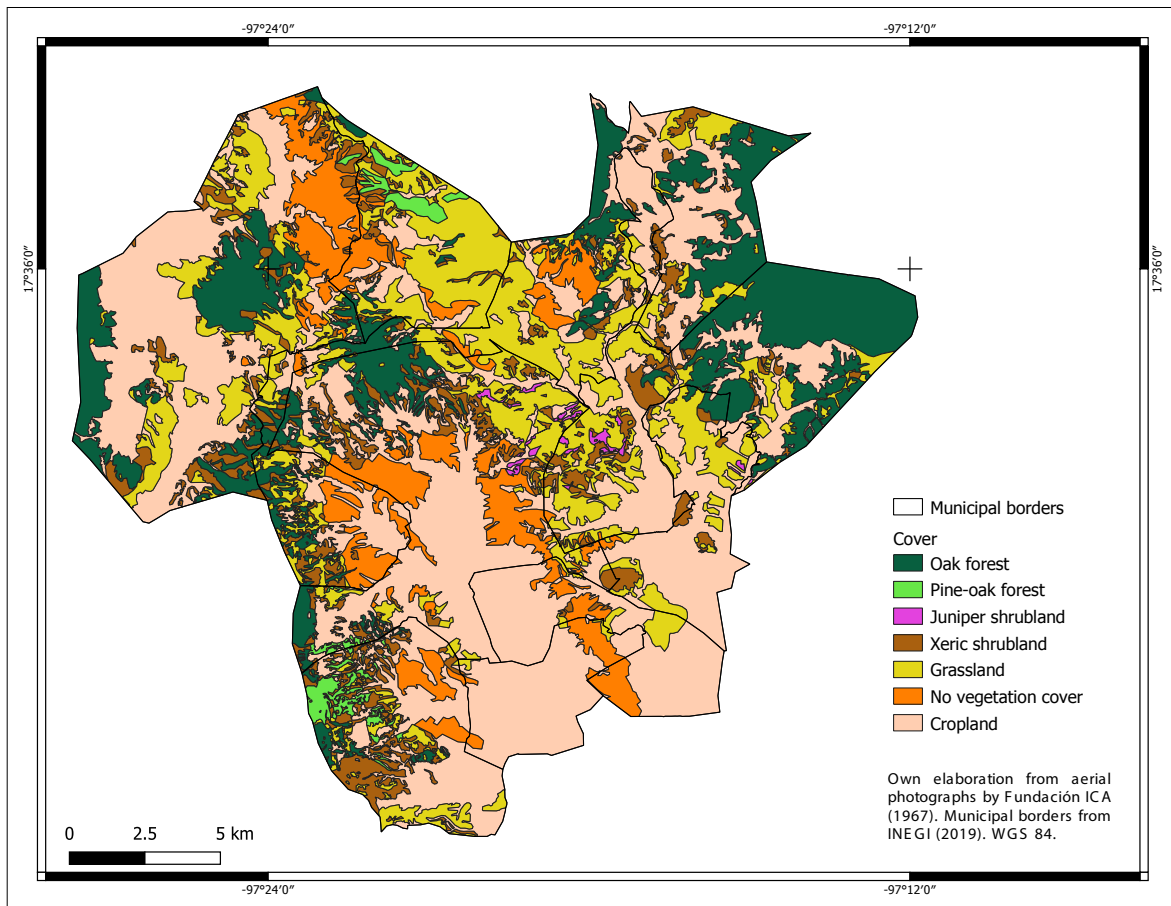 -97°24′0″
-97°12′0″
17°36′0″
17°36′0″
Municipal borders
Cover
Oak forest
Pine-oak forest
Juniper shrubland
Xeric shrubland
Grassland
No vegetation cover
Cropland
Own elaboration from aerial
photographs by Fundación ICA
(1967). Municipal borders from
INEGI (2019). WGS 84.
0 2.5 5 km
-97°24′0″
-97°12′0″